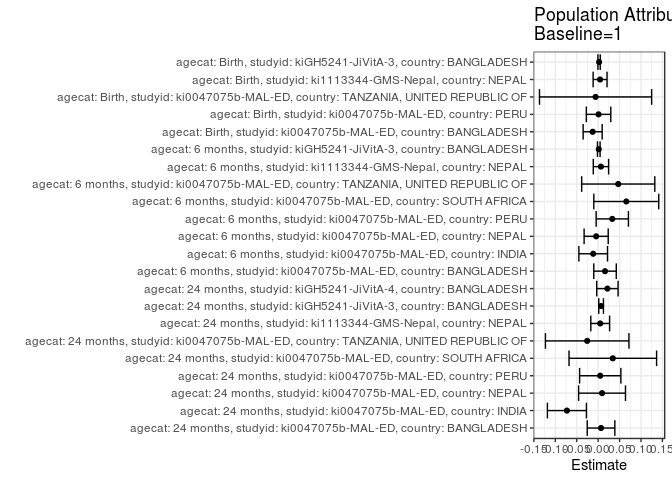 Population Attribu
Baseline=1
agecat: Birth, studyid: kiGH5241-JiVitA-3, country: BANGLADESH
agecat: Birth, studyid: ki1113344-GMS-Nepal, country: NEPAL
agecat: Birth, studyid: ki0047075b-MAL-ED, country: TANZANIA, UNITED REPUBLIC OF
agecat: Birth, studyid: ki0047075b-MAL-ED, country: PERU
agecat: Birth, studyid: ki0047075b-MAL-ED, country: BANGLADESH
agecat: 6 months, studyid: kiGH5241-JiVitA-3, country: BANGLADESH
agecat: 6 months, studyid: ki1113344-GMS-Nepal, country: NEPAL
agecat: 6 months, studyid: ki0047075b-MAL-ED, country: TANZANIA, UNITED REPUBLIC OF
agecat: 6 months, studyid: ki0047075b-MAL-ED, country: SOUTH AFRICA
agecat: 6 months, studyid: ki0047075b-MAL-ED, country: PERU
agecat: 6 months, studyid: ki0047075b-MAL-ED, country: NEPAL
agecat: 6 months, studyid: ki0047075b-MAL-ED, country: INDIA
agecat: 6 months, studyid: ki0047075b-MAL-ED, country: BANGLADESH
agecat: 24 months, studyid: kiGH5241-JiVitA-4, country: BANGLADESH
agecat: 24 months, studyid: kiGH5241-JiVitA-3, country: BANGLADESH
agecat: 24 months, studyid: ki1113344-GMS-Nepal, country: NEPAL
agecat: 24 months, studyid: ki0047075b-MAL-ED, country: TANZANIA, UNITED REPUBLIC OF
agecat: 24 months, studyid: ki0047075b-MAL-ED, country: SOUTH AFRICA
agecat: 24 months, studyid: ki0047075b-MAL-ED, country: PERU
agecat: 24 months, studyid: ki0047075b-MAL-ED, country: NEPAL
agecat: 24 months, studyid: ki0047075b-MAL-ED, country: INDIA
agecat: 24 months, studyid: ki0047075b-MAL-ED, country: BANGLADESH
-0.15 -0.10 -0.05 0.00 0.05 0.10 0.15
Estimate